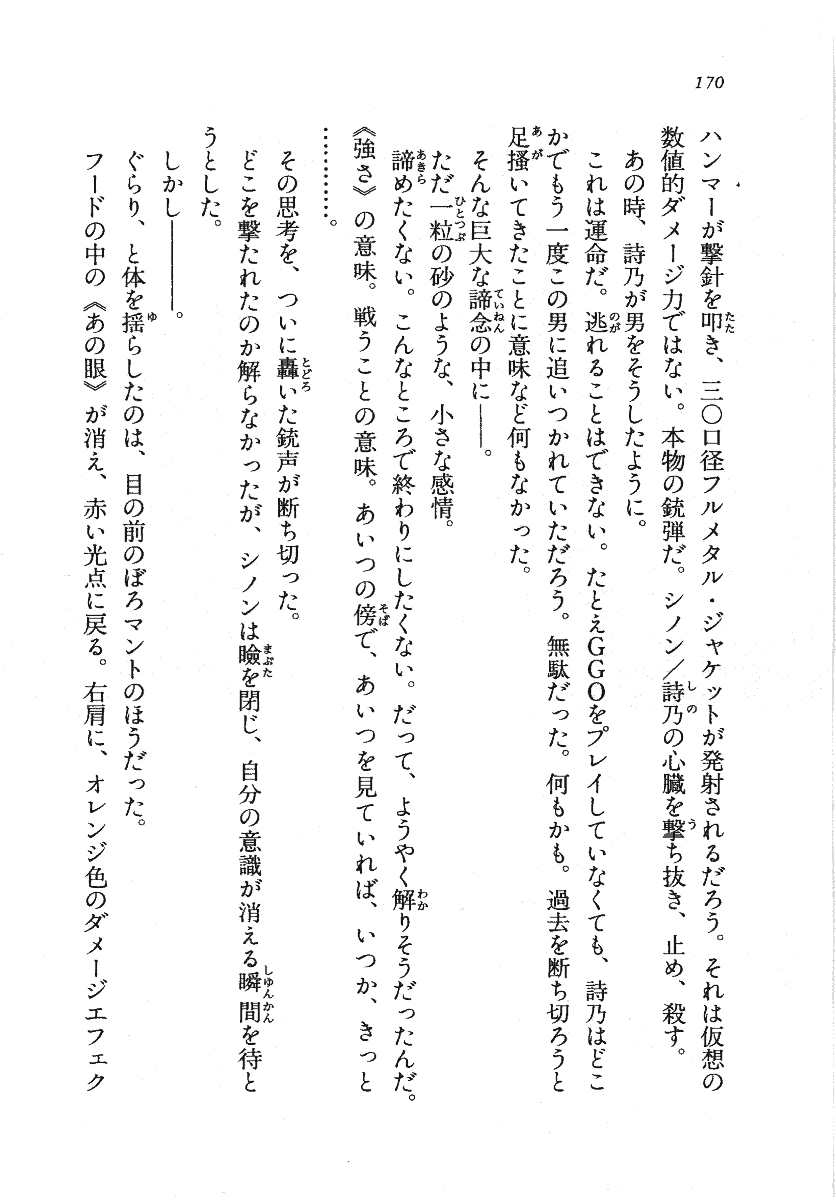 170
ハンマーが撃針を叩き、三〇口径フルメタル・ジャケットが発射されるだろう。それは仮想の
数値的ダメージ力ではない。本物の銃弾だ。シノン／詩乃の心臓を撃ち抜き、止め、殺す。
あの時、詩乃が男をそうしたように。
これは運命だ。逃れることはできない。たとえGGOをプレイしていなくても、詩乃はどこ
かでもう一度この男に追いつかれていただろう。無駄だった。何もかも。過去を断ち切ろうと
足掻いてきたことに意味など何もなかった。
そんな巨大な諦念の中に――。
ただ一粒の砂のような、小さな感情。
諦めたくない。こんなところで終わりにしたくない。だって、ようやく解りそうだったんだ。
《強さ》の意味。戦うことの意味。あいつの傍で、あいつを見ていれば、いつか、きっと
…………。
その思考を、ついに轟いた銃声が断ち切った。
どこを撃たれたのか解らなかったが、シノンは瞼を閉じ、自分の意識が消える瞬間を待と
うとした。
しかし――――。
ぐらり、と体を揺らしたのは、目の前のぼろマントのほうだった。
フードの中の《あの眼》が消え、赤い光点に戻る。右肩に、オレンジ色のダメージエフェク